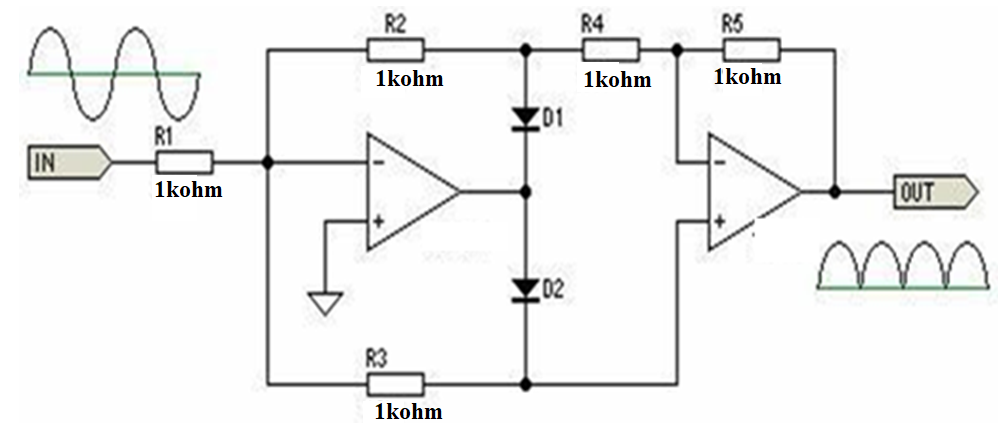 R2
1kohm
R4
1kohm
R5
1kohm
D1
IN
R1
1kohm
−
+
−
+
OUT
D2
R3
1kohm